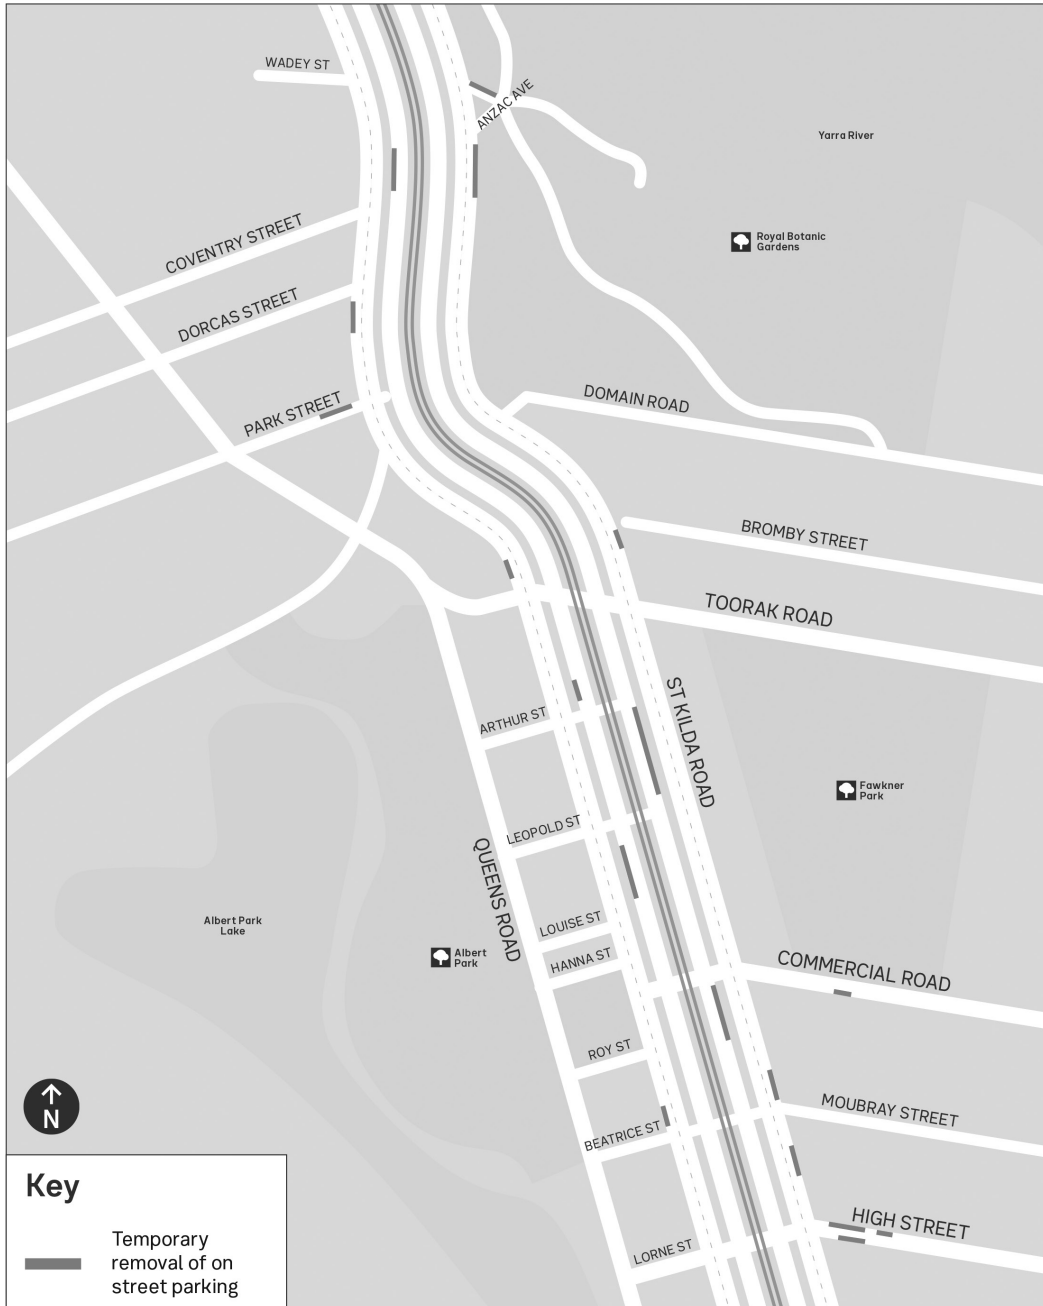 WADEY ST
ANZAC AVE
Yarra River
COVENTRY STREET
Royal Botanic
Gardens
DORCAS STREET
PARK STREET
DOMAIN ROAD
BROMBY STREET
TOORAK ROAD
ST KILDA ROAD
ARTHUR ST
Fawkner
Park
LEOPOLD ST
QUEENS ROAD
Albert Park
Lake
LOUISE ST
Albert
Park
HANNA ST
COMMERCIAL ROAD
ROY ST
N
MOUBRAY STREET
BEATRICE ST
HIGH STREET
LORNE ST
Key
Temporary
removal of on
street parking